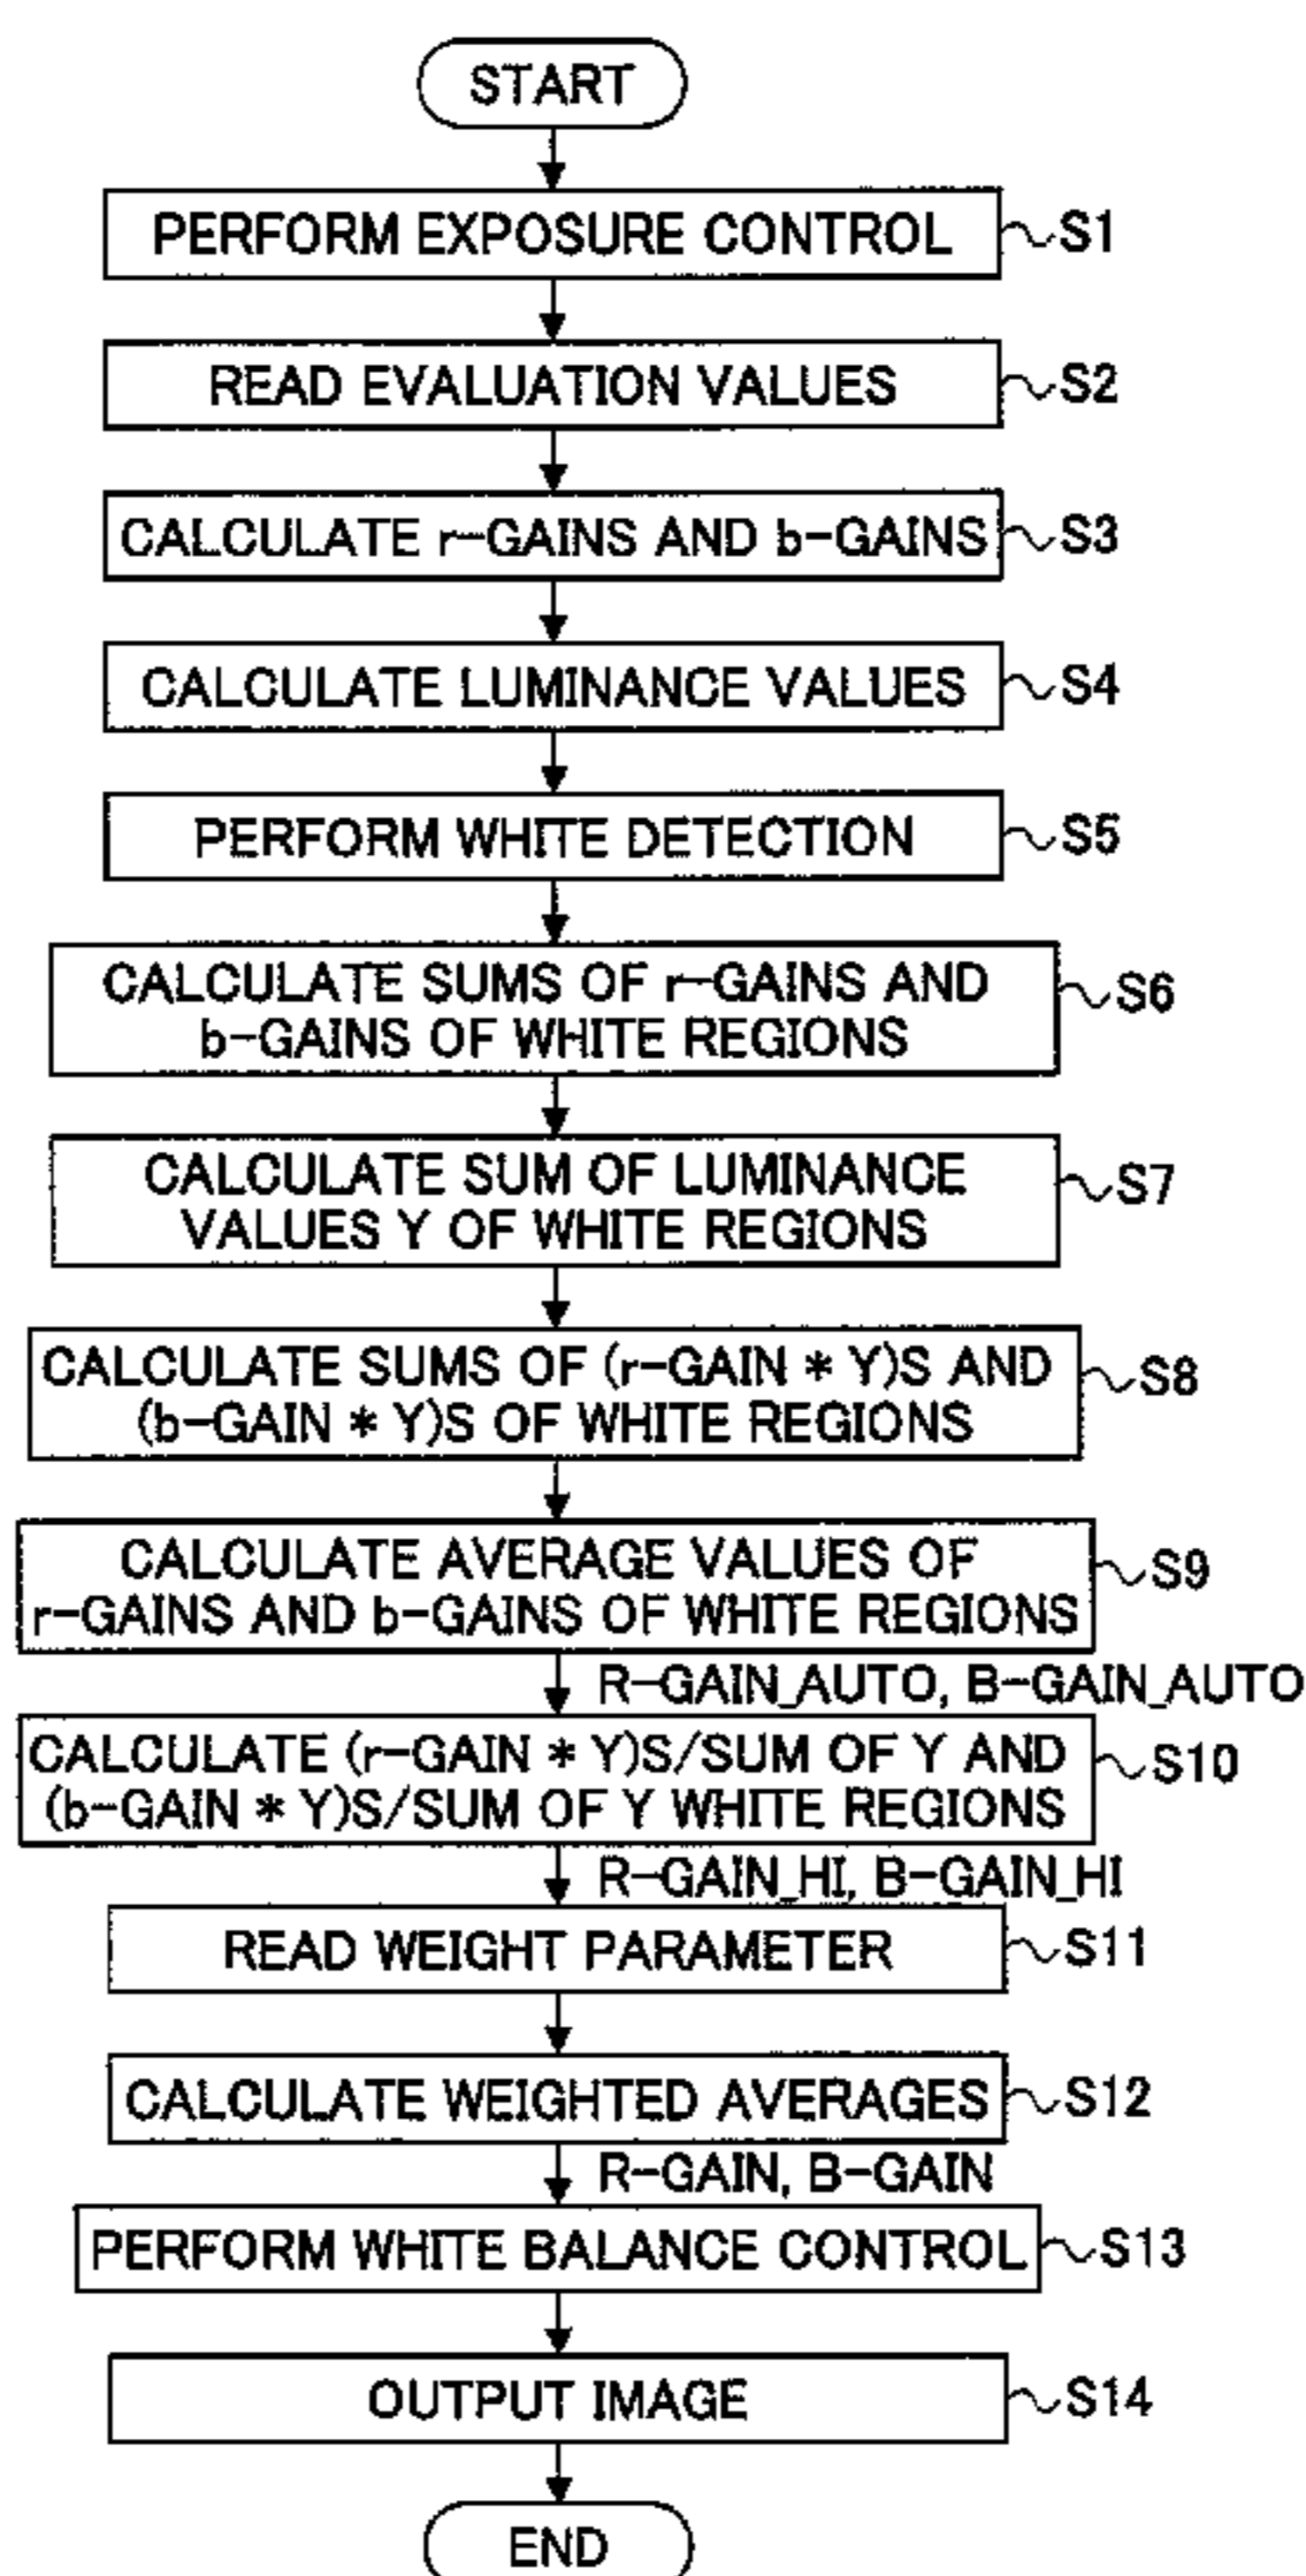 START
PERFORM EXPOSURE CONTROL S1
READ EVALUATION VALUES S2
CALCULATE r-GAINS AND b-GAINS S3
CALCULATE LUMINANCE VALUES S4
PERFORM WHITE DETECTION S5
CALCULATE SUMS OF r-GAINS AND
b-GAINS OF WHITE REGIONS S6
CALCULATE SUM OF LUMINANCE
VALUES Y OF WHITE REGIONS S7
CALCULATE SUMS OF (r-GAIN * Y)S AND
(b-GAIN * Y)S OF WHITE REGIONS S8
CALCULATE AVERAGE VALUES OF
r-GAINS AND b-GAINS OF WHITE REGIONS S9
R-GAIN_AUTO, B-GAIN_AUTO
CALCULATE (r-GAIN * Y)S/SUM OF Y AND
(b-GAIN * Y)S/SUM OF Y WHITE REGIONS S10
R-GAIN_HI, B-GAIN_HI
READ WEIGHT PARAMETER S11
CALCULATE WEIGHTED AVERAGES S12
R-GAIN, B-GAIN
PERFORM WHITE BALANCE CONTROL S13
OUTPUT IMAGE S14
END